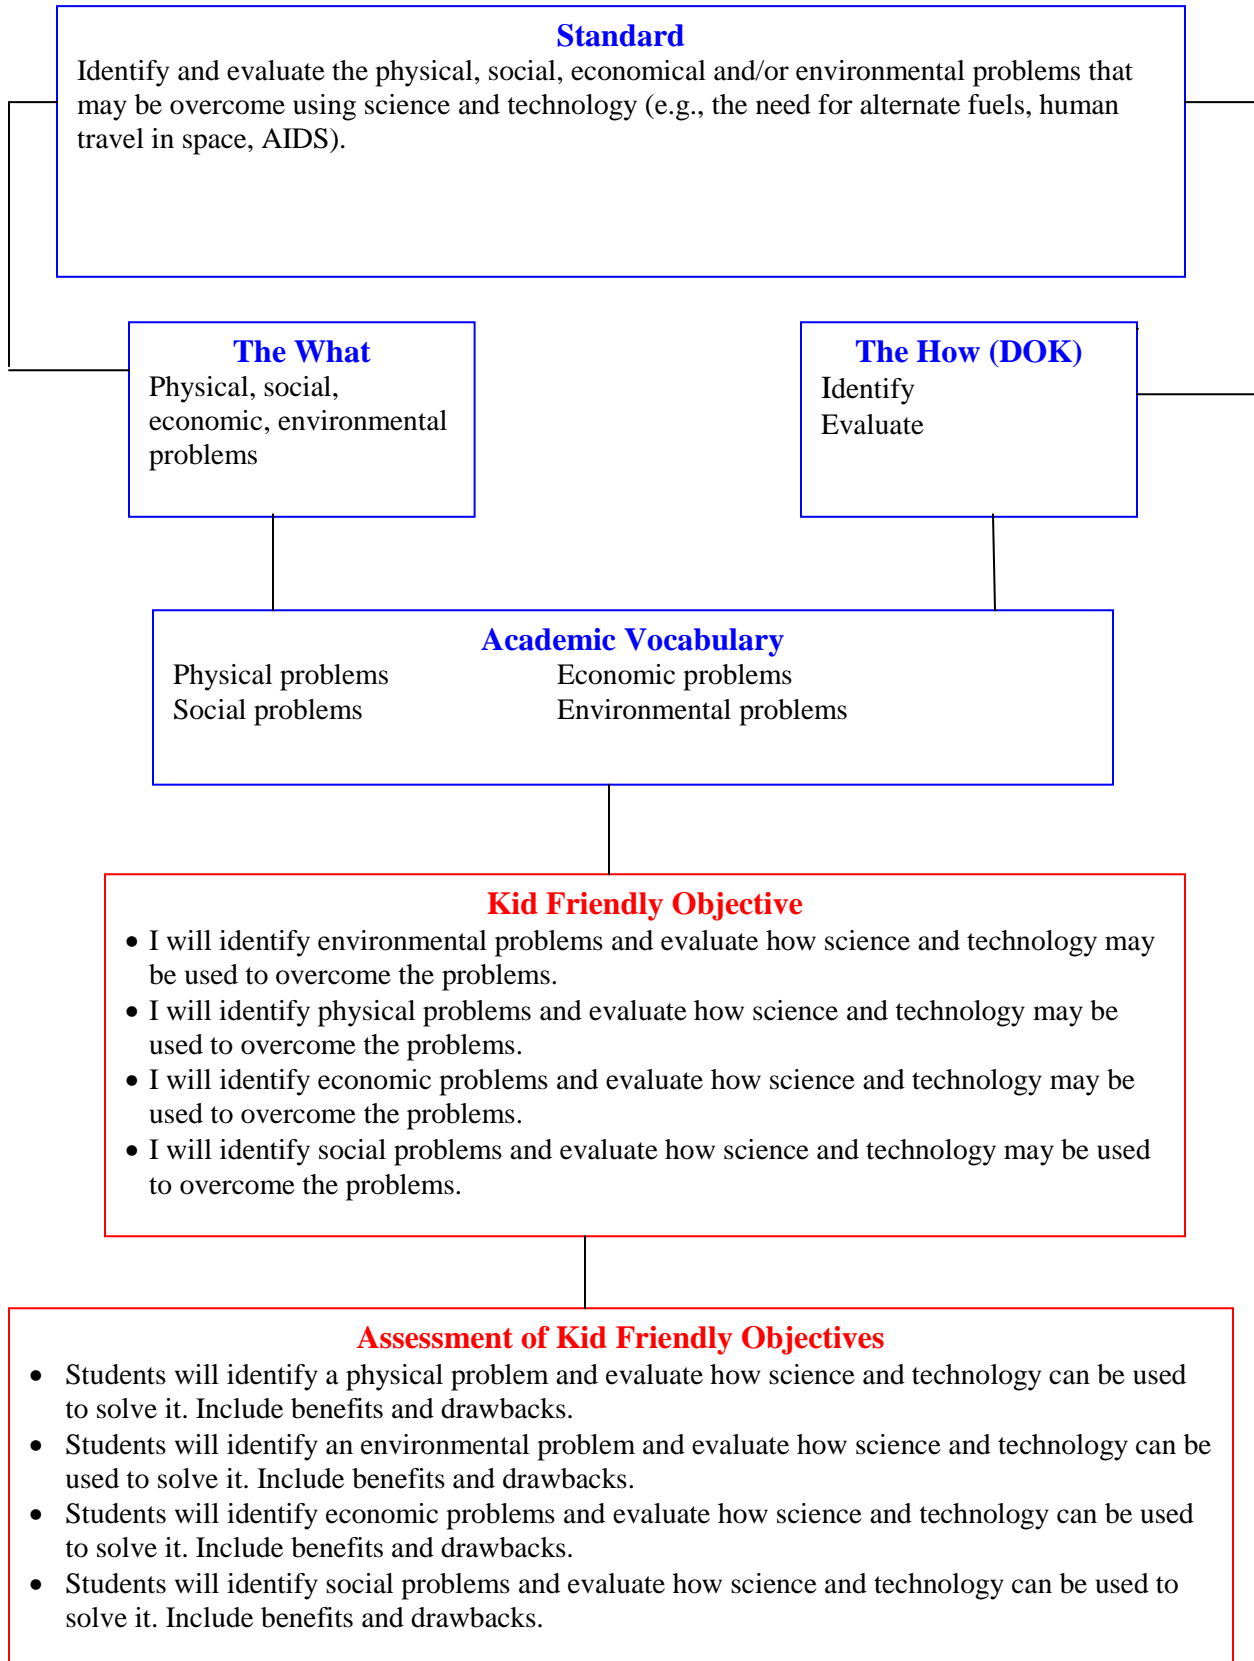 Standard
Identify and evaluate the physical, social, economical and/or environmental problems that
may be overcome using science and technology (e.g., the need for alternate fuels, human
travel in space, AIDS).
The What
Physical, social,
economic, environmental
problems
The How (DOK)
Identify
Evaluate
Academic Vocabulary
Physical problems Economic problems
Social problems Environmental problems
Kid Friendly Objective
• I will identify environmental problems and evaluate how science and technology may
be used to overcome the problems.
• I will identify physical problems and evaluate how science and technology may be
used to overcome the problems.
• I will identify economic problems and evaluate how science and technology may be
used to overcome the problems.
• I will identify social problems and evaluate how science and technology may be used
to overcome the problems.
Assessment of Kid Friendly Objectives
• Students will identify a physical problem and evaluate how science and technology can be used
to solve it. Include benefits and drawbacks.
• Students will identify an environmental problem and evaluate how science and technology can be
used to solve it. Include benefits and drawbacks.
• Students will identify economic problems and evaluate how science and technology can be used
to solve it. Include benefits and drawbacks.
• Students will identify social problems and evaluate how science and technology can be used to
solve it. Include benefits and drawbacks.